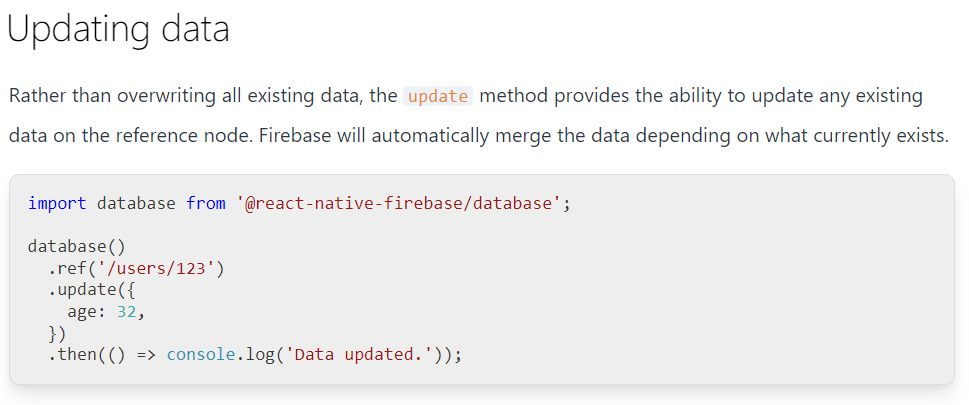 Updating data
Rather than overwriting all existing data, the update method provides the ability to update any existing
data on the reference node. Firebase will automatically merge the data depending on what currently exists.
import database from '@react-native-firebase/database';
database()
  .ref('/users/123')
  .update({
    age: 32,
  })
  .then(() => console.log('Data updated.'));